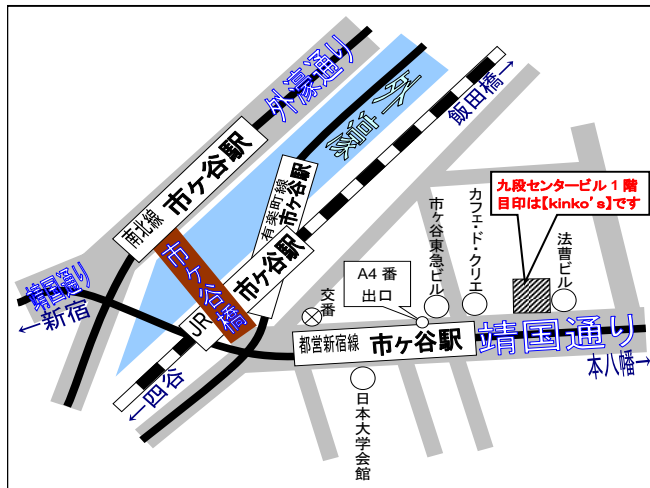 外濠通り
外濠
飯田橋→
南北線 市ヶ谷駅
有楽町線 市ヶ谷駅
市ヶ谷橋
JR 市ヶ谷駅
靖国通り
←新宿
←四谷
九段センタービル 1 階
目印は【kinko's】です
市ヶ谷東急ビル
カフェ・ド・クリエ
法曹ビル
A4 番
出口
交番
都営新宿線 市ヶ谷駅
靖国通り
本八幡→
日本大学会館